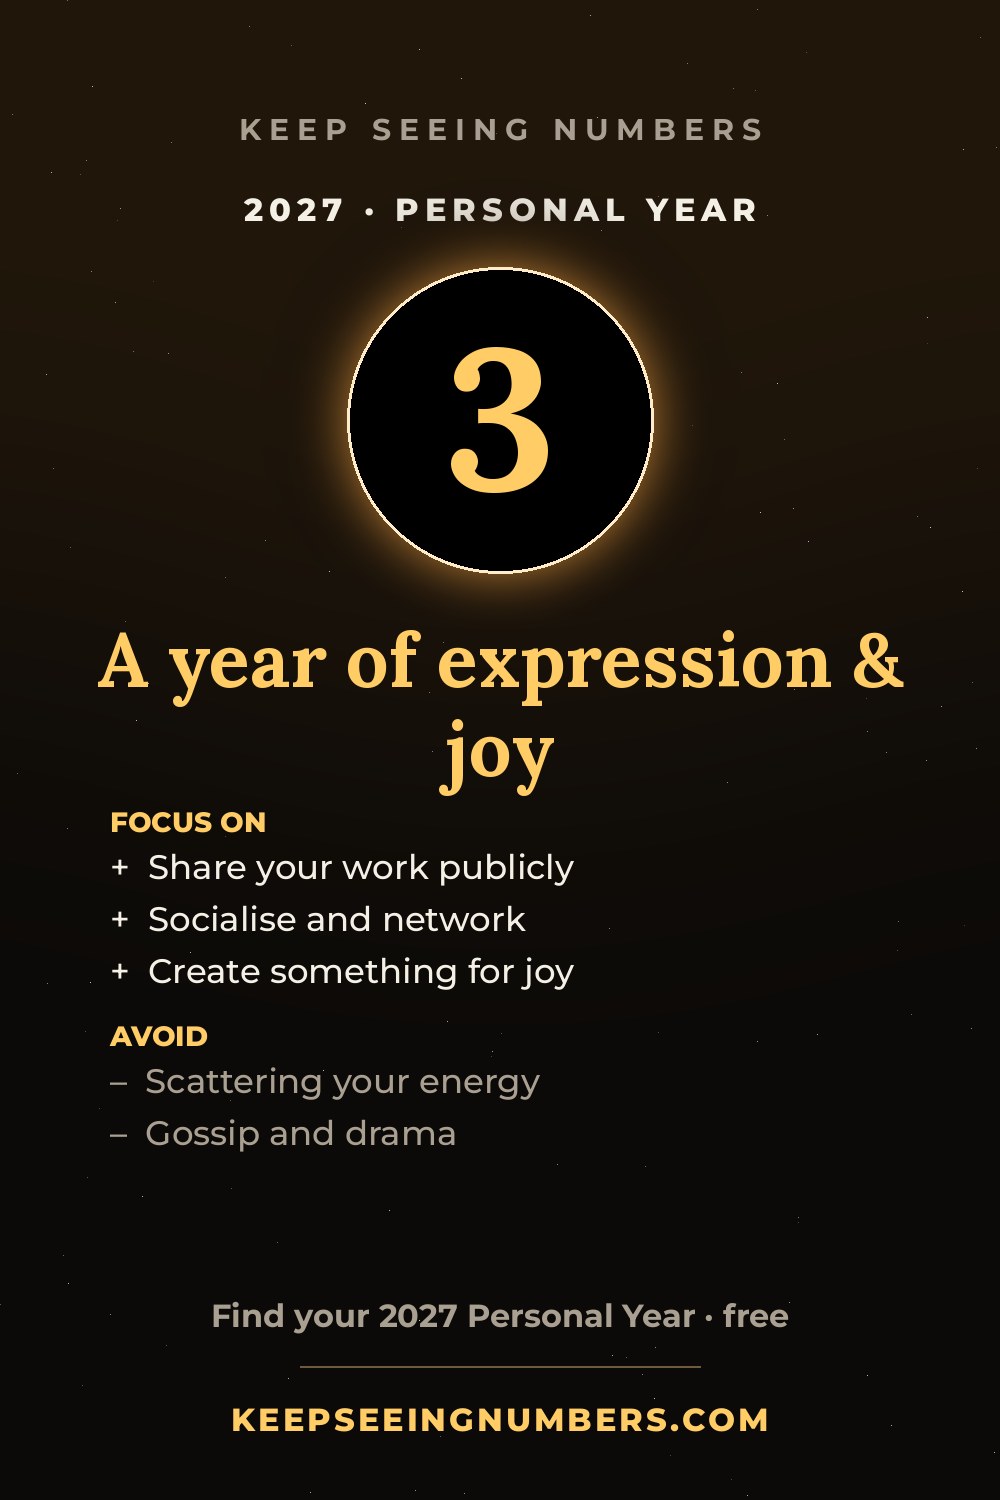 KEEP SEEING NUMBERS
2027 · PERSONAL YEAR
3
A year of expression &
joy
FOCUS ON
+ Share your work publicly
+ Socialise and network
+ Create something for joy
AVOID
– Scattering your energy
– Gossip and drama
Find your 2027 Personal Year · free
KEEPSEEINGNUMBERS.COM